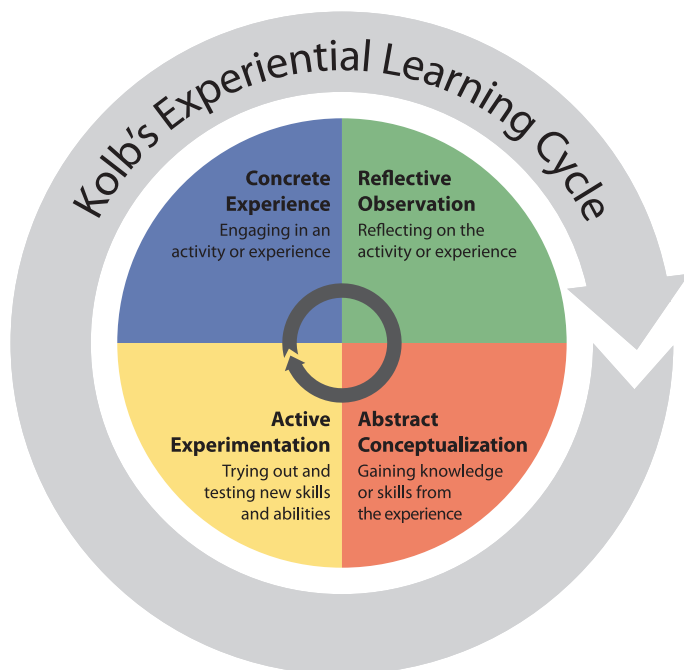 Kolb's Experiential Learning Cycle
Concrete
Experience
Engaging in an
activity or experience
Reflective
Observation
Reflecting on the
activity or experience
Active
Experimentation
Trying out and
testing new skills
and abilities
Abstract
Conceptualization
Gaining knowledge
or skills from
the experience